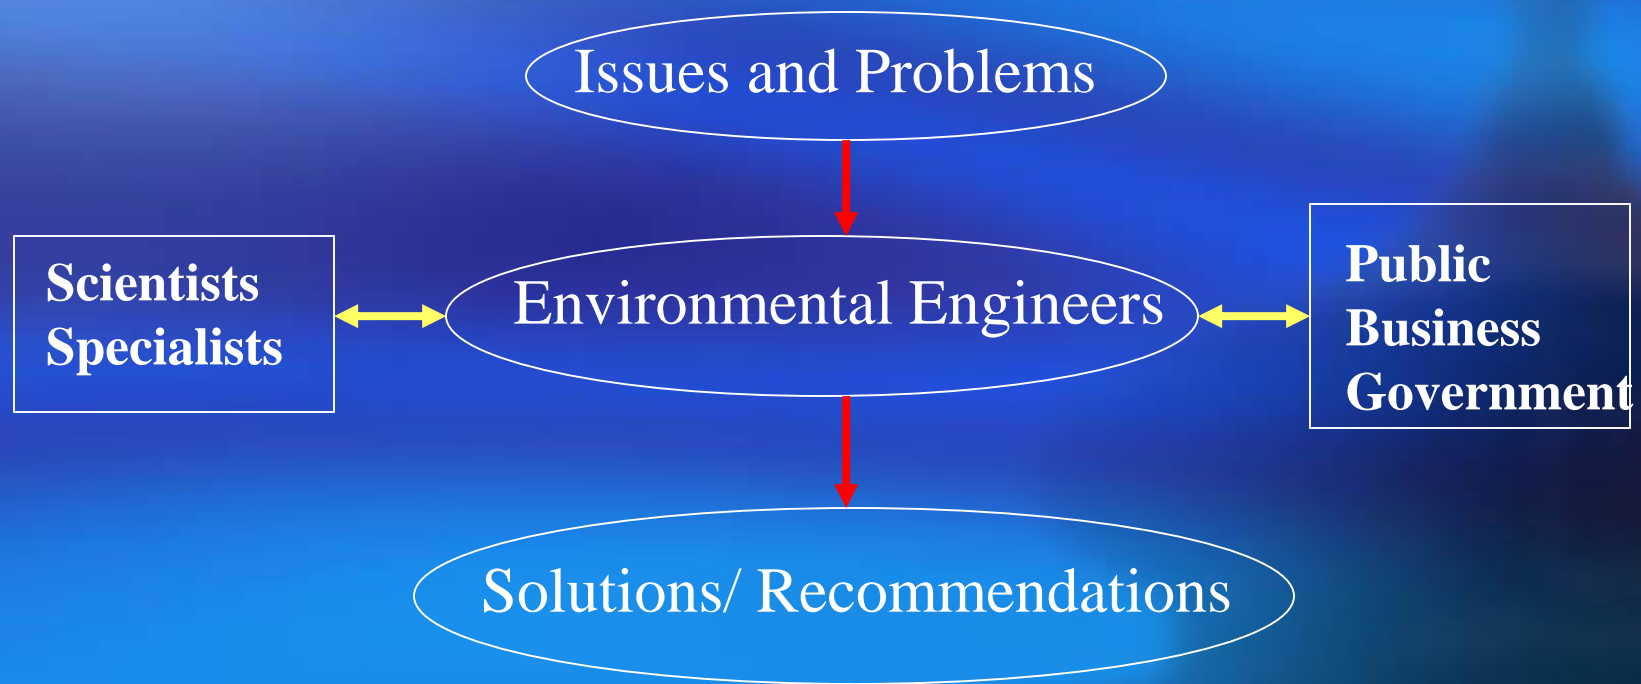 Issues and Problems
Scientists
Specialists
Environmental Engineers
Public
Business
Government
Solutions/ Recommendations